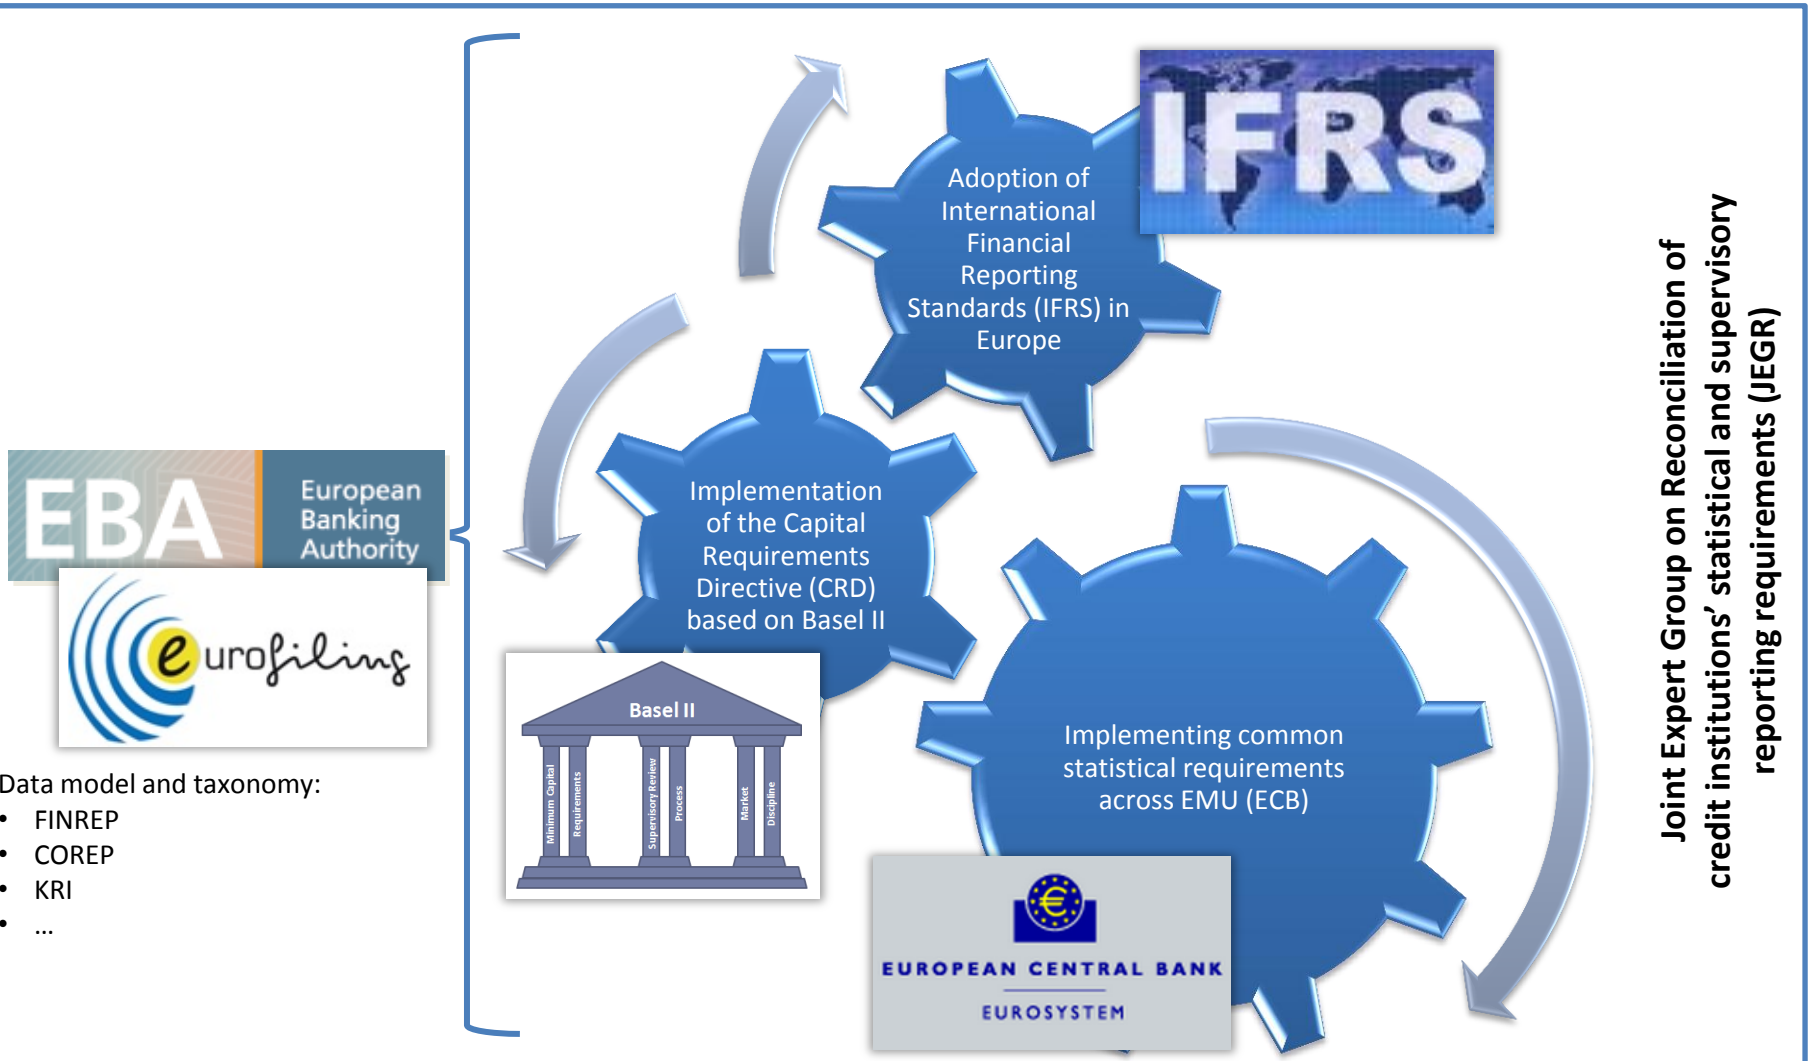 IFRS
Adoption of
International
Financial
Reporting
Standards (IFRS) in
Europe
Implementation
of the Capital
Requirements
Directive (CRD)
based on Basel II
Basel II
Minimum Capital
Requirements
Supervisory Review
Process
Market
Discipline
Implementing common
statistical requirements
across EMU (ECB)
EUROPEAN CENTRAL BANK
EUROSYSTEM
EBA
European
Banking
Authority
eurofiling
Data model and taxonomy:
• FINREP
• COREP
• KRI
• ...
Joint Expert Group on Reconciliation of
credit institutions’ statistical and supervisory
reporting requirements (JEGR)